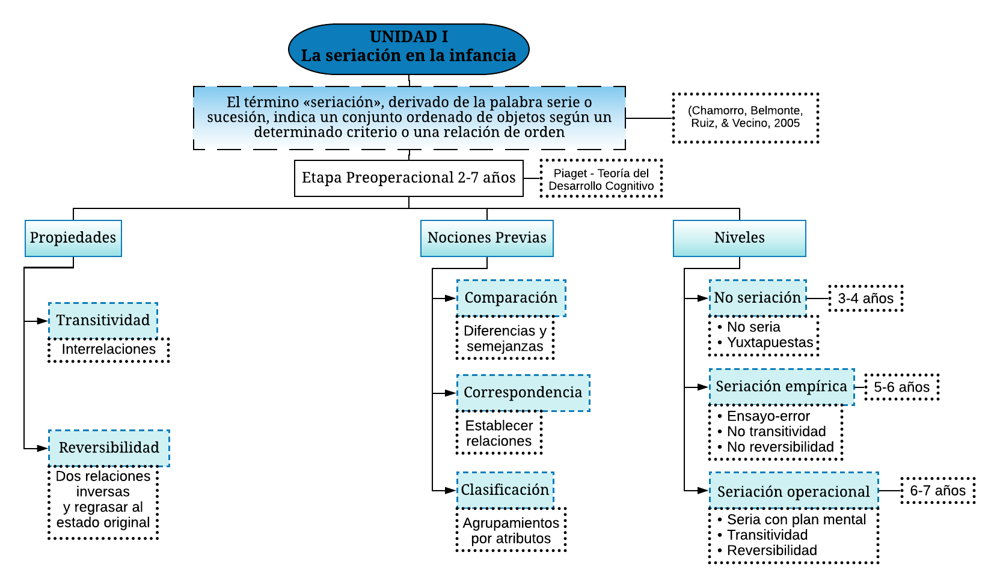 UNIDAD I
La seriación en la infancia
El término «seriación», derivado de la palabra serie o
sucesión, indica un conjunto ordenado de objetos según un
determinado criterio o una relación de orden
(Chamorro, Belmonte,
Ruiz, & Vecino, 2005
Etapa Preoperacional 2-7 años
Piaget - Teoría del
Desarrollo Cognitivo
Propiedades
Transitividad
Interrelaciones
Reversibilidad
Dos relaciones
inversas
y regrasar al
estado original
Nociones Previas
Comparación
Diferencias y
semejanzas
Correspondencia
Establecer
relaciones
Clasificación
Agrupamientos
por atributos
Niveles
No seriación
3-4 años
• No seria
• Yuxtapuestas
Seriación empírica
5-6 años
• Ensayo-error
• No transitividad
• No reversibilidad
Seriación operacional
6-7 años
• Seria con plan mental
• Transitividad
• Reversibilidad